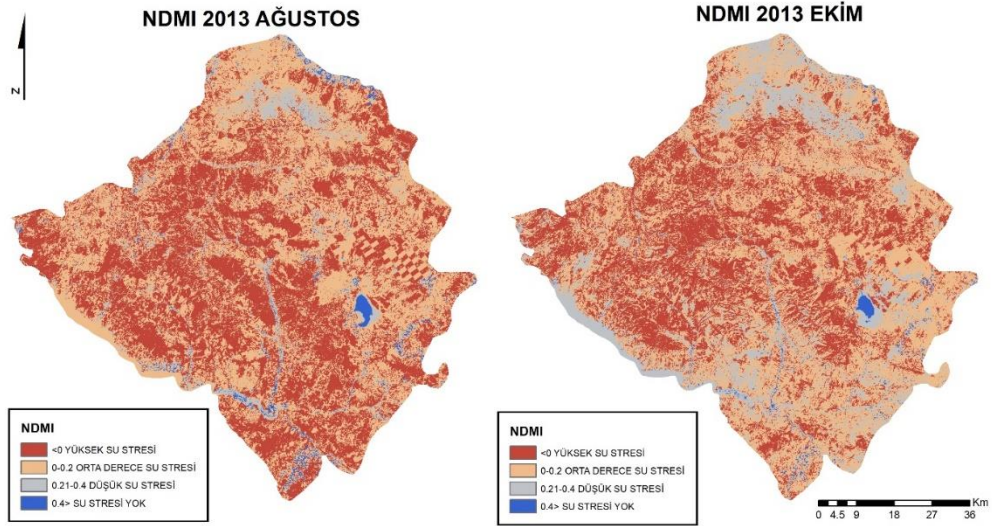 NDMI 2013 AĞUSTOS
N
NDMI
<0 YÜKSEK SU STRESİ
0-0.2 ORTA DERECE SU STRESİ
0.21-0.4 DÜŞÜK SU STRESİ
0.4> SU STRESİ YOK
NDMI 2013 EKİM
NDMI
<0 YÜKSEK SU STRESİ
0-0.2 ORTA DERECE SU STRESİ
0.21-0.4 DÜŞÜK SU STRESİ
0.4> SU STRESİ YOK
Km
0 4.5 9 18 27 36